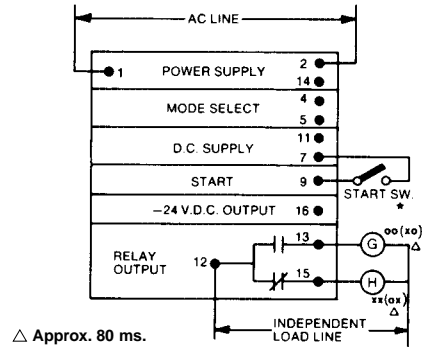 AC LINE
1 POWER SUPPLY 2
14
MODE SELECT 4
5
D.C. SUPPLY 11
7
START 9
START SW.
*
−24 V.D.C. OUTPUT 16
RELAY OUTPUT 12
13 G oo(xo)
△
15 H xx(ox)
△
INDEPENDENT
LOAD LINE
△ Approx. 80 ms.